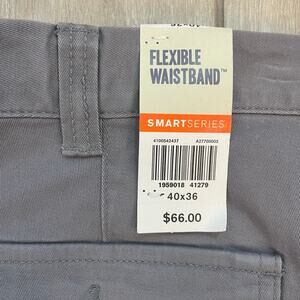 FLEXIBLE
WAISTBAND™
SMARTSERIES
4100542437 A27700003
1959018 41279
40x36
$66.00